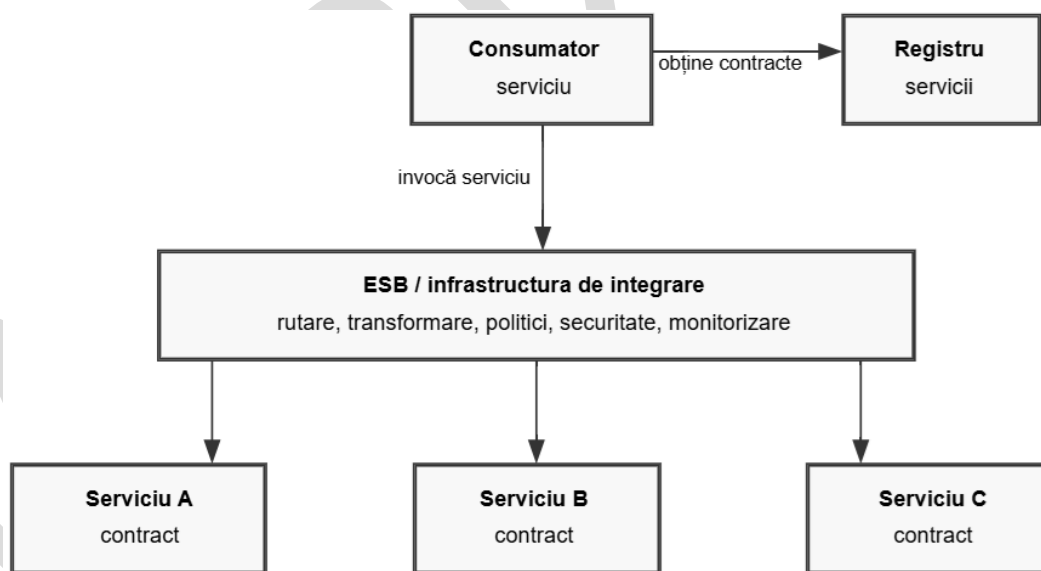 Consumator
serviciu
obține contracte
Registru
servicii
invocă serviciu
ESB / infrastructura de integrare
rutare, transformare, politici, securitate, monitorizare
Serviciu A
contract
Serviciu B
contract
Serviciu C
contract